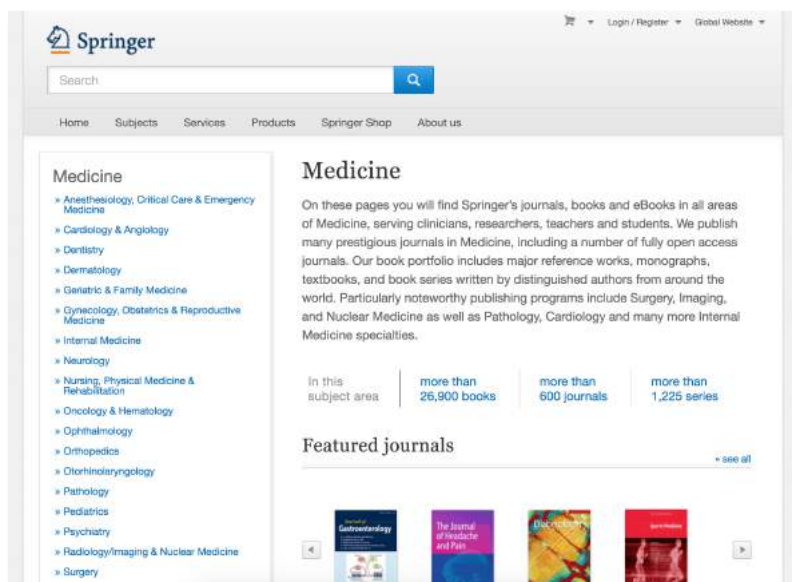 Login / Register
Global Website
Springer
Search
Home Subjects Services Products Springer Shop About us
Medicine
» Anesthesiology, Critical Care & Emergency
Medicine
» Cardiology & Angiology
» Dentistry
» Dermatology
» Geriatric & Family Medicine
» Gynecology, Obstetrics & Reproductive
Medicine
» Internal Medicine
» Neurology
» Nursing, Physical Medicine &
Rehabilitation
» Oncology & Hematology
» Ophthalmology
» Orthopedics
» Otorhinolaryngology
» Pathology
» Pediatrics
» Psychiatry
» Radiology/Imaging & Nuclear Medicine
» Surgery
Medicine
On these pages you will find Springer's journals, books and eBooks in all areas
of Medicine, serving clinicians, researchers, teachers and students. We publish
many prestigious journals in Medicine, including a number of fully open access
journals. Our book portfolio includes major reference works, monographs,
textbooks, and book series written by distinguished authors from around the
world. Particularly noteworthy publishing programs include Surgery, Imaging,
and Nuclear Medicine as well as Pathology, Cardiology and many more Internal
Medicine specialties.
In this
subject area
more than
26,900 books
more than
600 journals
more than
1,225 series
Featured journals
» see all
Journal of
Gastroenterology
The Journal
of Headache
and Pain
Diabetologia
Sports Medicine